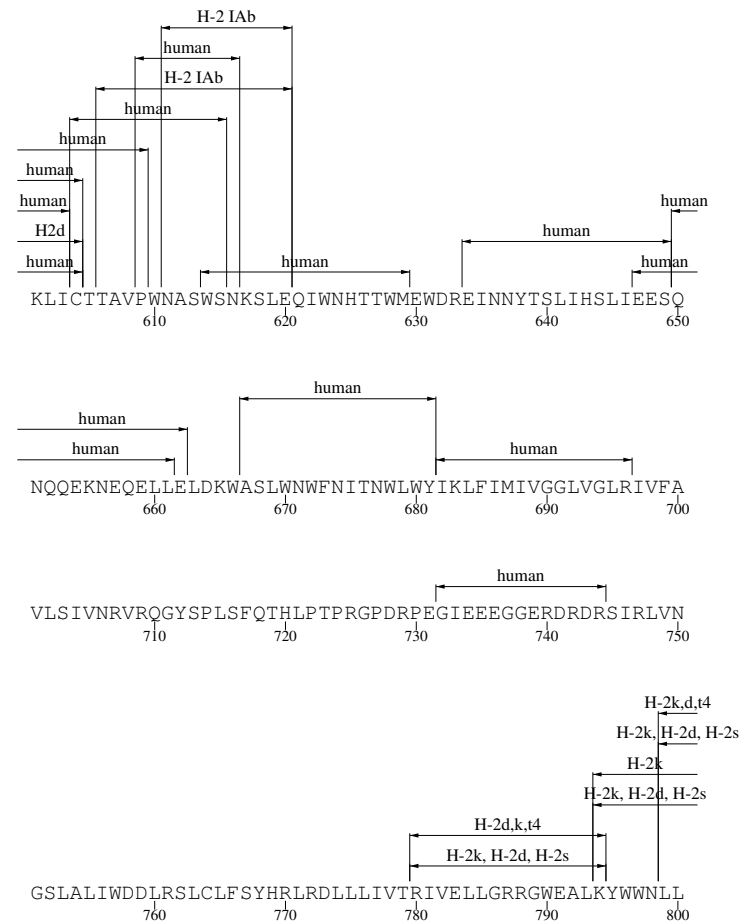 H-2 IAb
human
H-2 IAb
human
human
human
human
human
H2d
human
human
human
human
KLICTTAVPWNASWSNKSLEQIWNHTTWMEWDREINNYTSLIHSLIEESQ
610 620 630 640 650
human
human
human
human
NQQEKNEQELLELDKWASLWNWFNITNWLWYIKLFIMIVGGLVGLRIVFA
660 670 680 690 700
human
VLSIVNRVRQGYSPLSFQTHLPTPRGPDRPEGIEEEGGERDRDRSIRLVN
710 720 730 740 750
H-2k,d,t4
H-2k, H-2d, H-2s
H-2k
H-2k, H-2d, H-2s
H-2d,k,t4
H-2k, H-2d, H-2s
GSLALIWDDLRSLCLFSYHRLRDLLLIVTRIVELLGRRGWEALKYWWNLL
760 770 780 790 800